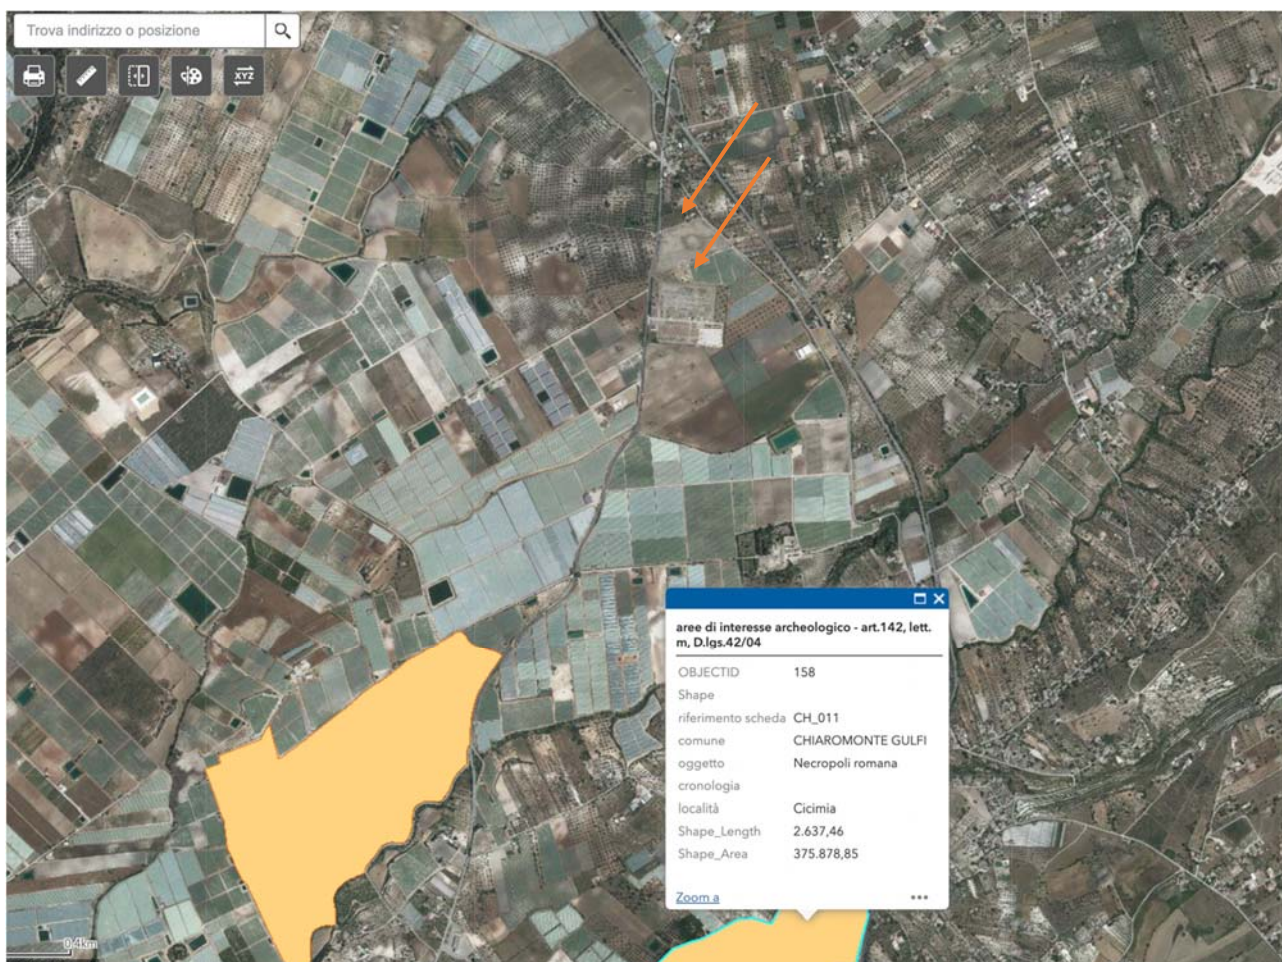 Trova indirizzo o posizione
XYZ
aree di interesse archeologico - art.142, lett.
m, D.lgs.42/04
OBJECTID 158
Shape
riferimento scheda CH_011
comune CHIAROMONTE GULFI
oggetto Necropoli romana
cronologia
località Cicimia
Shape_Length 2.637,46
Shape_Area 375.878,85
Zoom a
0.4km